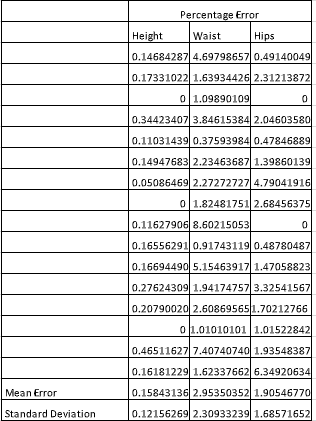 Percentage Error
Height Waist Hips
0.14684287 4.69798657 0.49140049
0.17331022 1.63934426 2.31213872
0 1.09890109 0
0.34423407 3.84615384 2.04603580
0.11031439 0.37593984 0.47846889
0.14947683 2.23463687 1.39860139
0.05086469 2.27272727 4.79041916
0 1.82481751 2.68456375
0.11627906 8.60215053 0
0.16556291 0.91743119 0.48780487
0.16694490 5.15463917 1.47058823
0.27624309 1.94174757 3.32541567
0.20790020 2.60869565 1.70212766
0 1.01010101 1.01522842
0.46511627 7.40740740 1.93548387
0.16181229 1.62337662 6.34920634
Mean Error 0.15843136 2.95350352 1.90546770
Standard Deviation 0.12156269 2.30933239 1.68571652